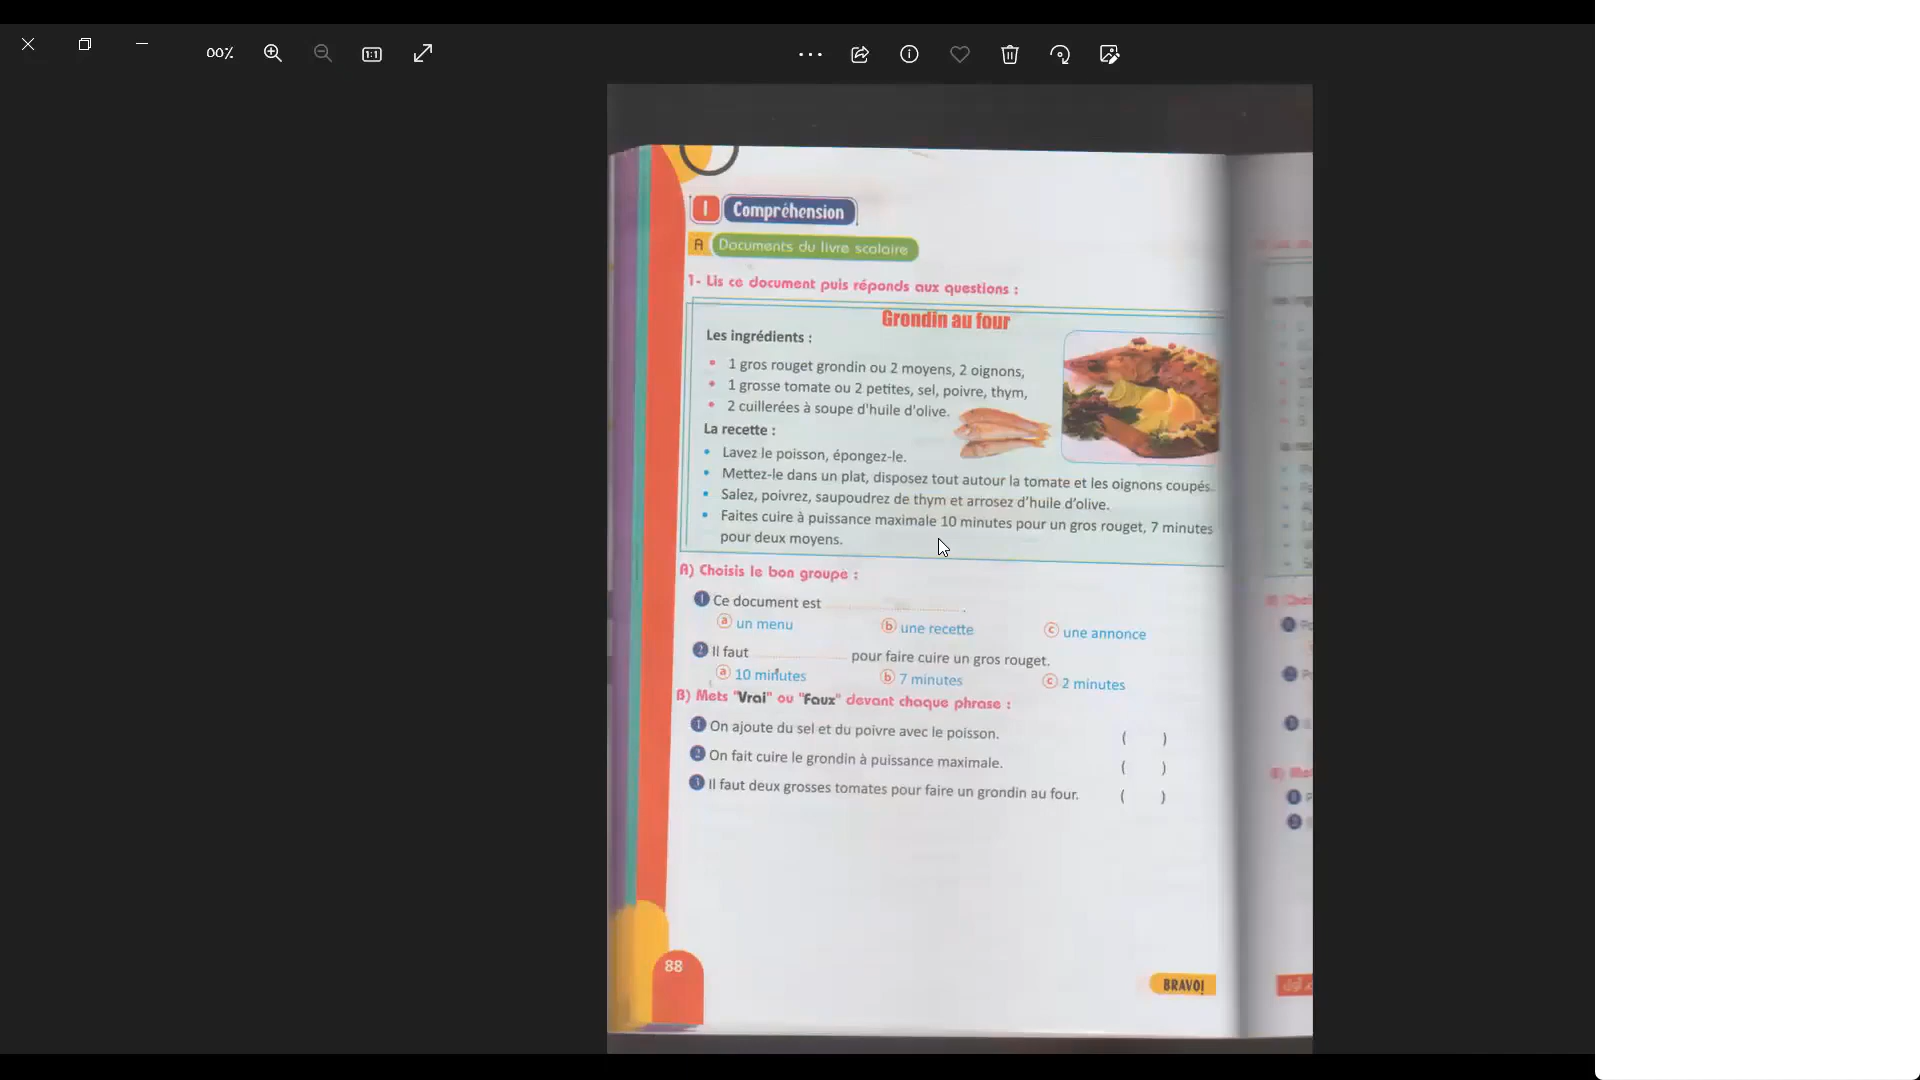 00%
1:1
1 Compréhension
A Documents du livre scolaire
1- Lis ce document puis réponds aux questions :
Grondin au four
Les ingrédients :
• 1 gros rouget grondin ou 2 moyens, 2 oignons,
• 1 grosse tomate ou 2 petites, sel, poivre, thym,
• 2 cuillerées à soupe d'huile d'olive.
La recette :
• Lavez le poisson, épongez-le.
• Mettez-le dans un plat, disposez tout autour la tomate et les oignons coupés.
• Salez, poivrez, saupoudrez de thym et arrosez d'huile d'olive.
• Faites cuire à puissance maximale 10 minutes pour un gros rouget, 7 minutes
pour deux moyens.
A) Choisis le bon groupe :
1 Ce document est .................... .
a un menu b une recette c une annonce
2 Il faut .................... pour faire cuire un gros rouget.
a 10 minutes b 7 minutes c 2 minutes
B) Mets "Vrai" ou "Faux" devant chaque phrase :
1 On ajoute du sel et du poivre avec le poisson. ( )
2 On fait cuire le grondin à puissance maximale. ( )
3 Il faut deux grosses tomates pour faire un grondin au four. ( )
88
BRAVO!